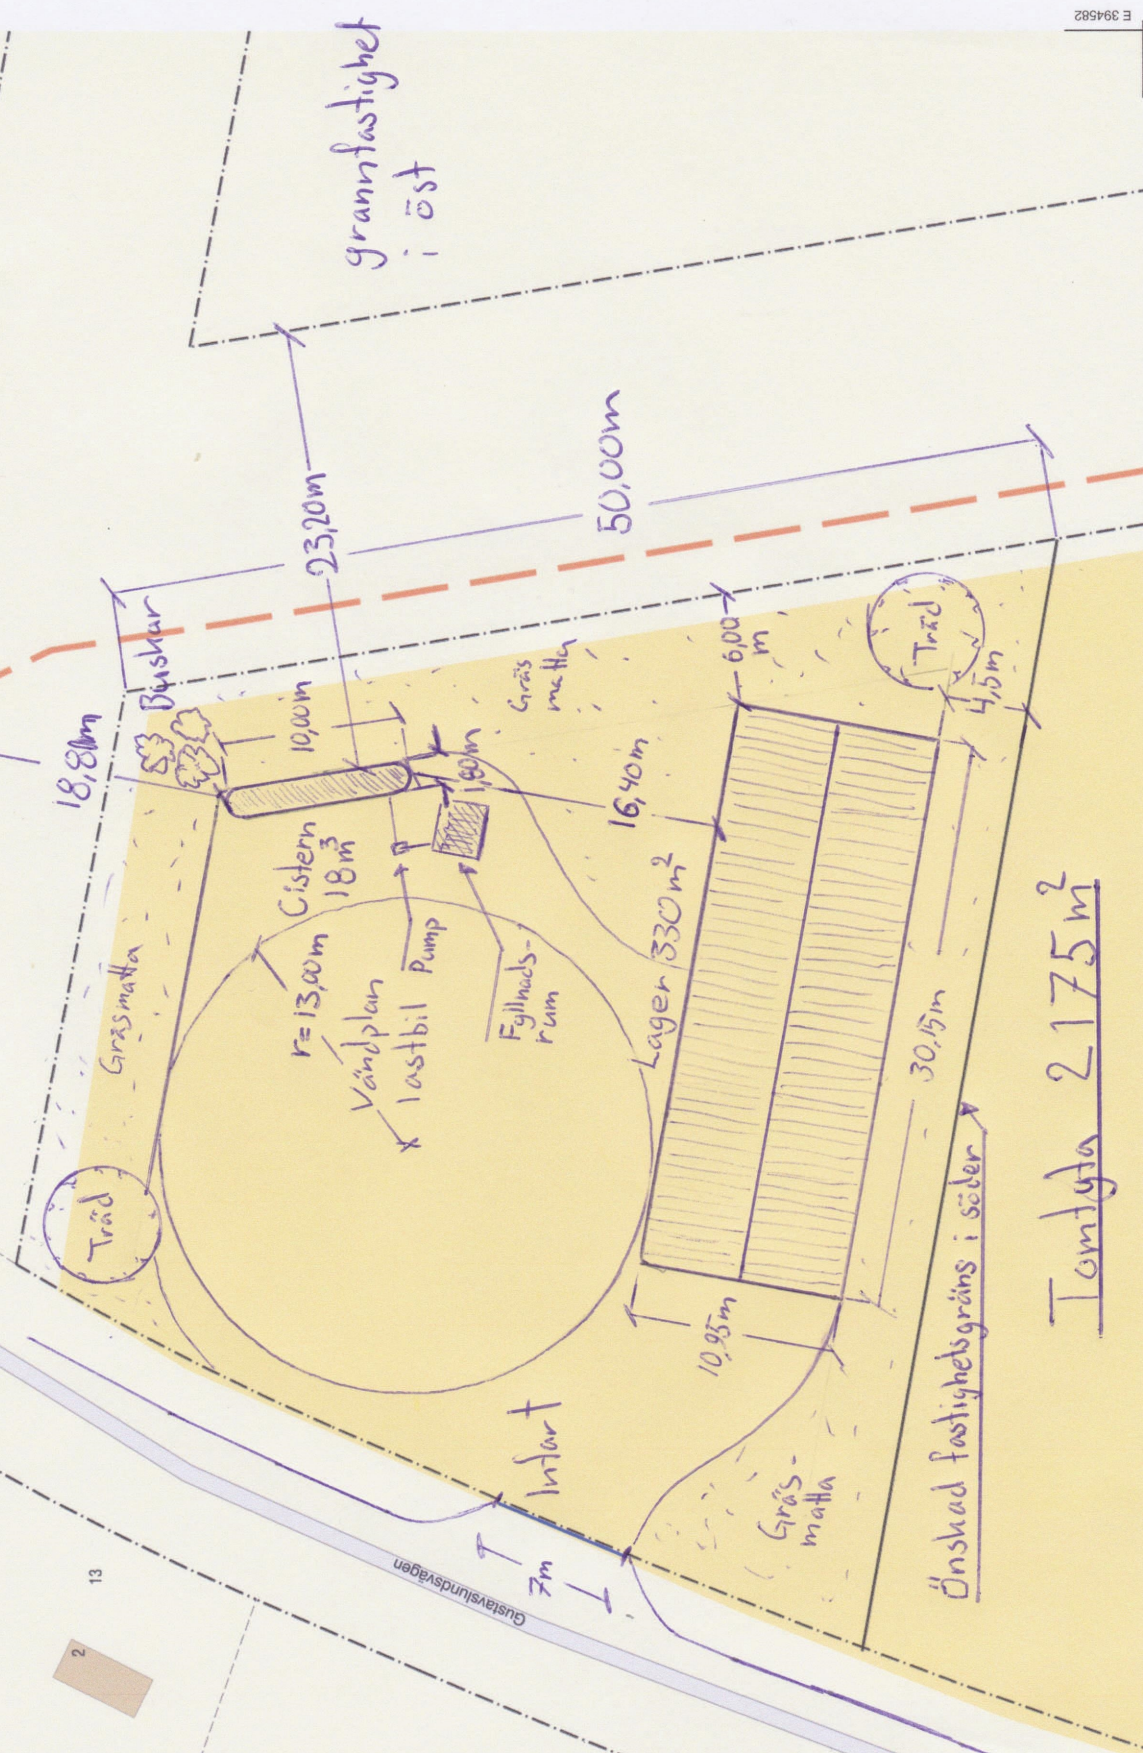 E 394582
grannfastighet
i öst
23,20m
50,00m
18,80m
Buskar
10,00m
Gräs
matta
6,00
m
Träd
4,5m
1,80m
16,40m
Cistern
18m³
Pump
Fyllnads-
rum
r=13,00m
Vändplan
lastbil
Gräsmatta
Träd
Lager 330m²
30,15m
10,95m
Infart
7m
Gräs-
matta
Önskad fastighetsgräns i söder
Tomtyta 2175m²
Gustavslundsvägen
13
2